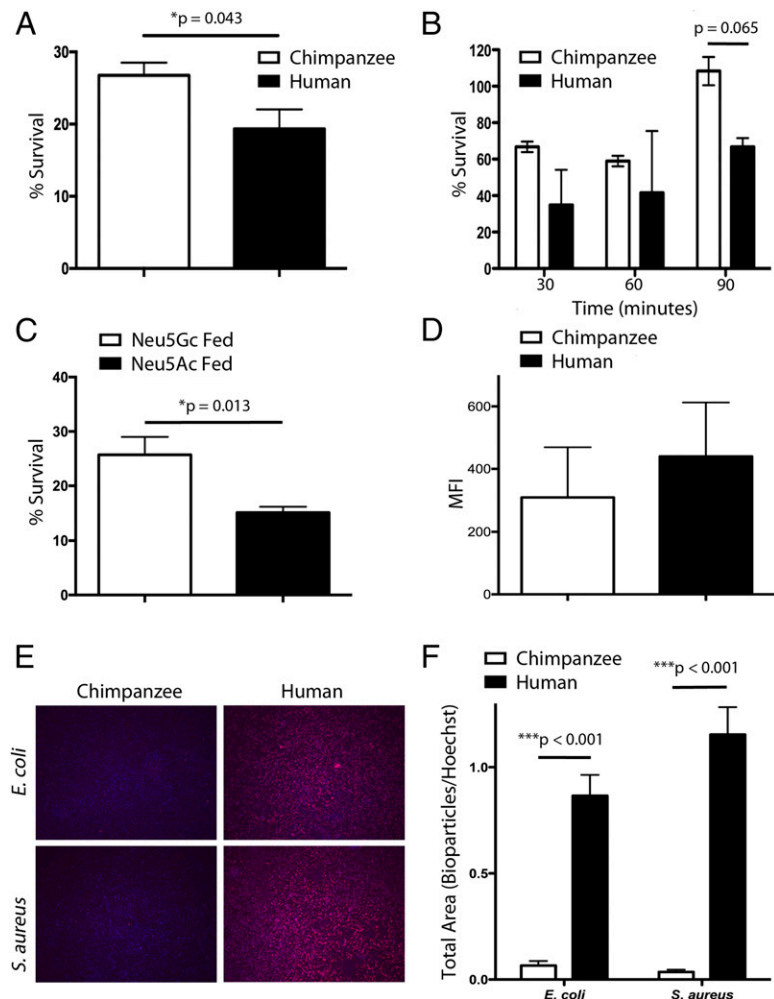 A
*p = 0.043
Chimpanzee
Human
% Survival
30
20
10
0
B
p = 0.065
Chimpanzee
Human
% Survival
120
100
80
60
40
20
0
30 60 90
Time (minutes)
C
Neu5Gc Fed
Neu5Ac Fed
*p = 0.013
% Survival
40
30
20
10
0
D
Chimpanzee
Human
MFI
600
400
200
0
E
Chimpanzee Human
E. coli
S. aureus
F
Chimpanzee
Human
***p < 0.001
***p < 0.001
Total Area (Bioparticles/Hoechst)
1.0
0.5
0.0
E. coli S. aureus